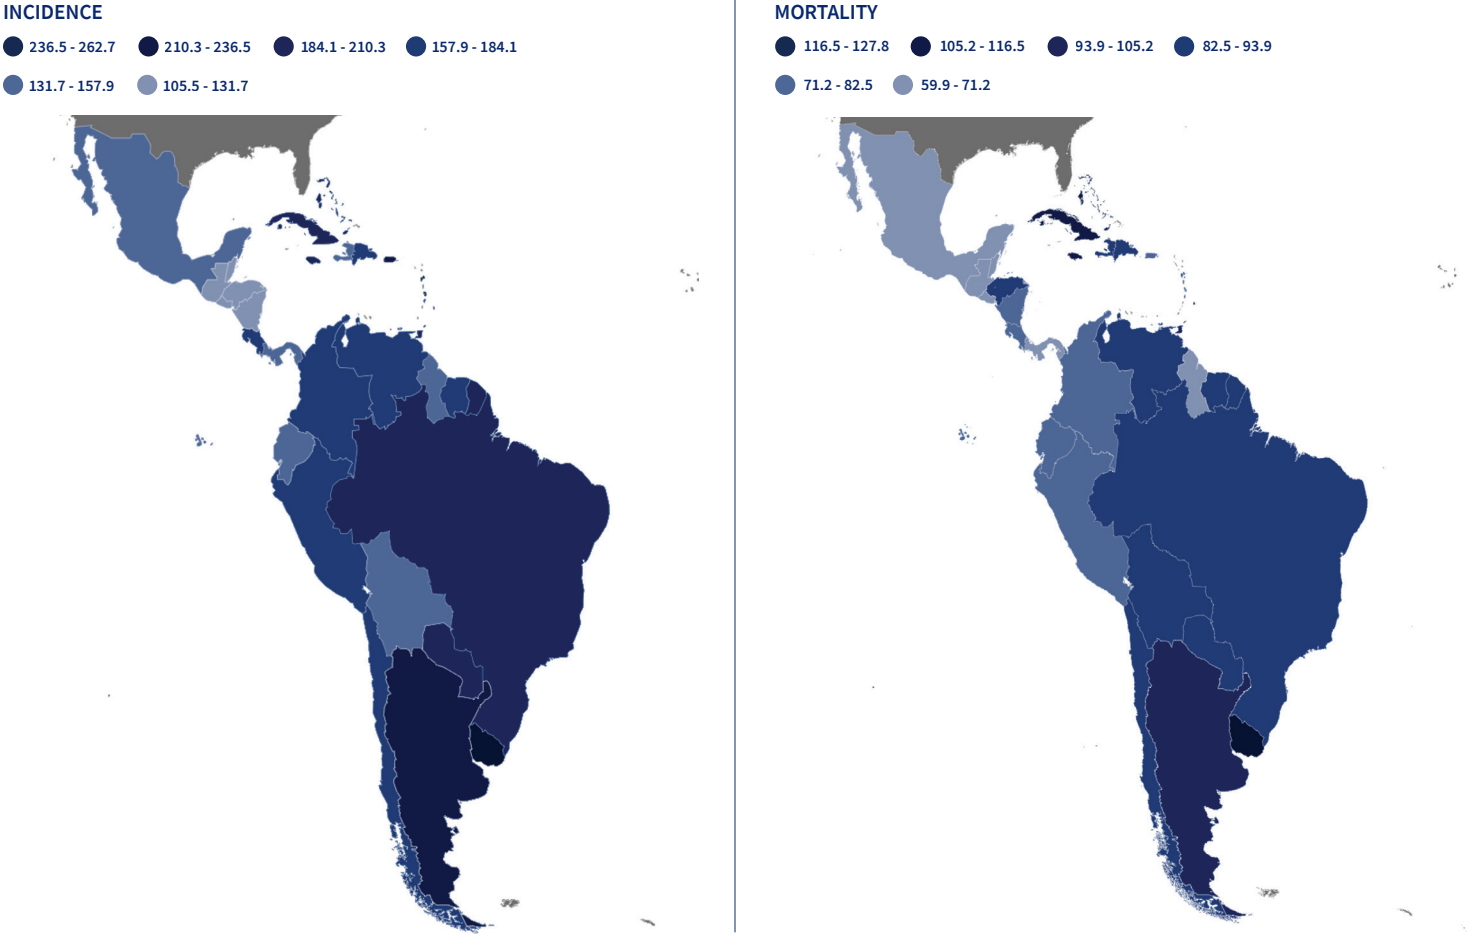 INCIDENCE
236.5 - 262.7 210.3 - 236.5 184.1 - 210.3 157.9 - 184.1
131.7 - 157.9 105.5 - 131.7
MORTALITY
116.5 - 127.8 105.2 - 116.5 93.9 - 105.2 82.5 - 93.9
71.2 - 82.5 59.9 - 71.2